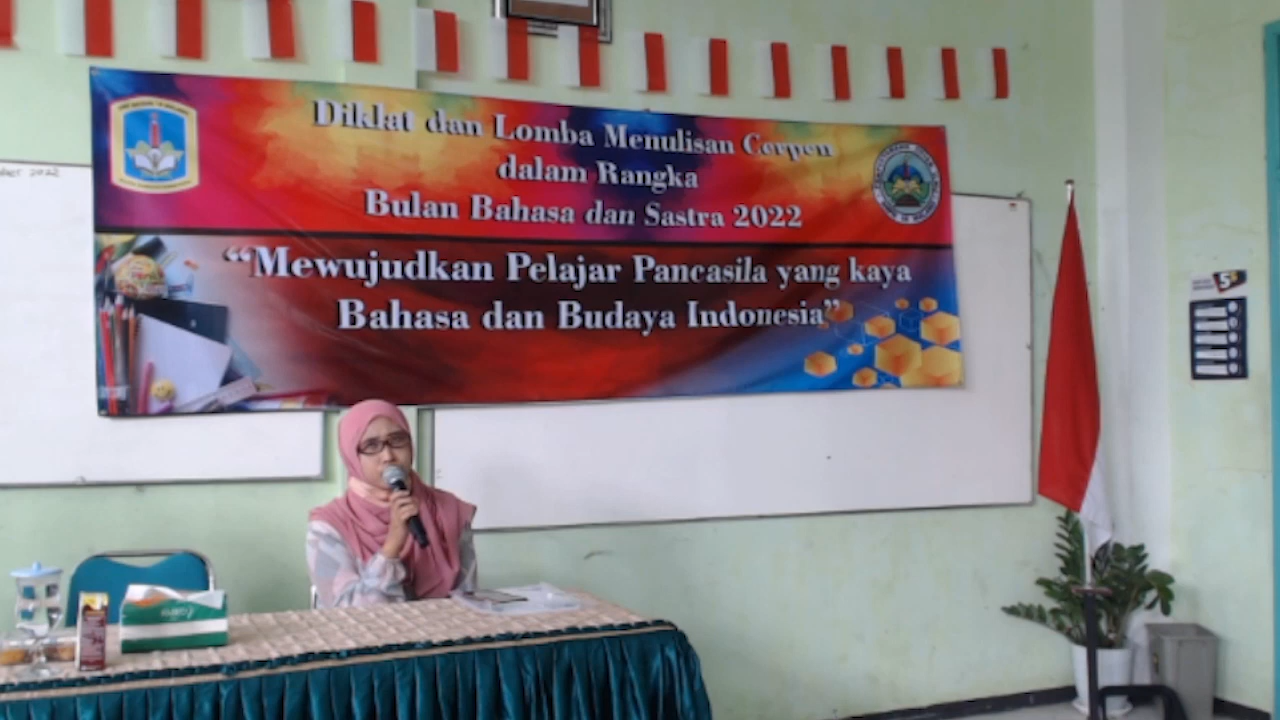 Diklat dan Lomba Menulisan Cerpen
dalam Rangka
Bulan Bahasa dan Sastra 2022
“Mewujudkan Pelajar Pancasila yang kaya
Bahasa dan Budaya Indonesia”
2022